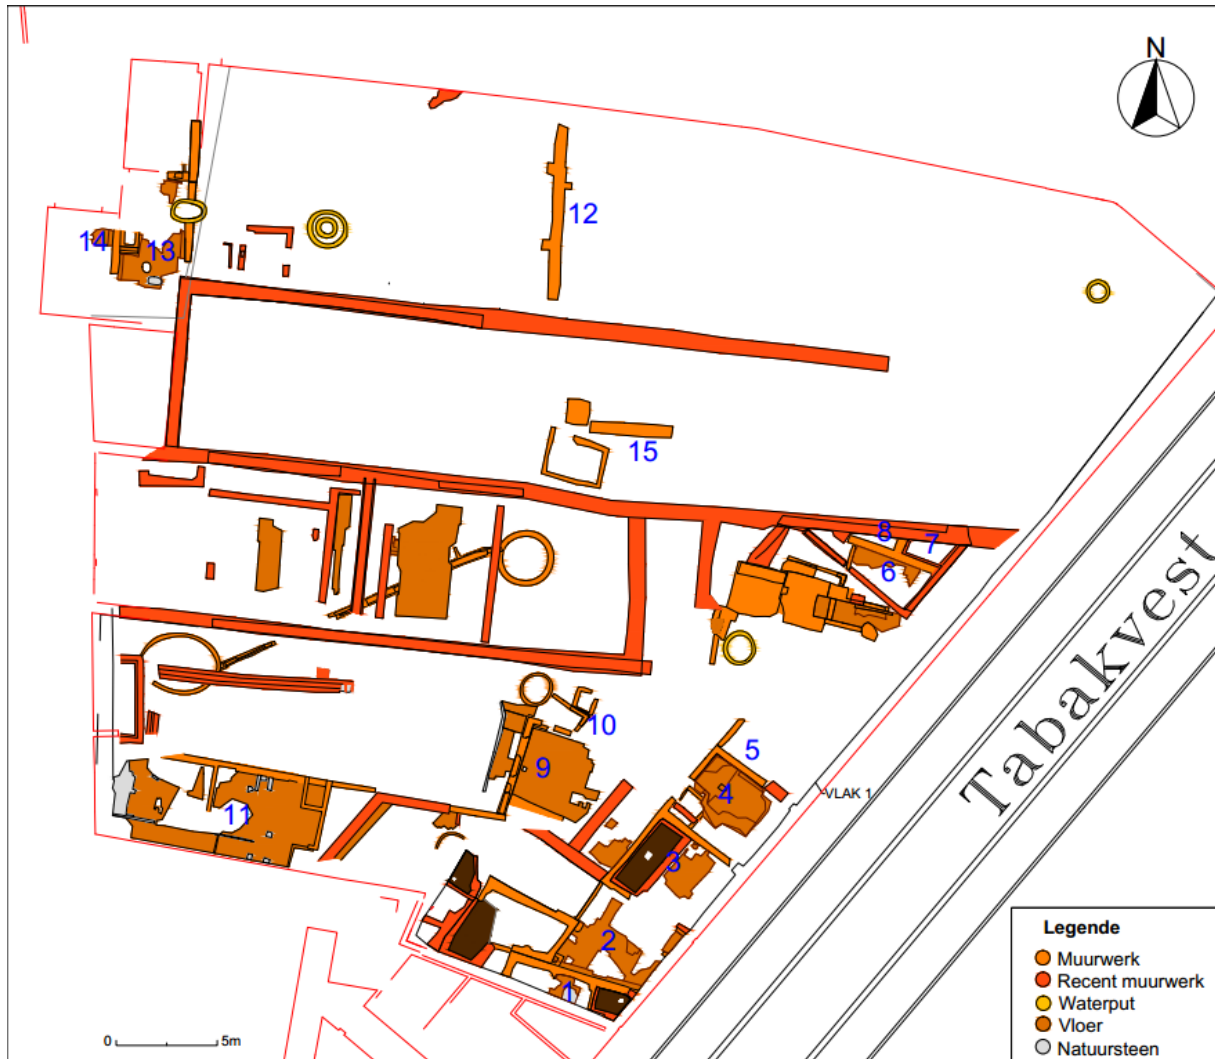 N
12
14
13
15
8
7
6
10
5
9
4
VLAK 1
11
3
2
1
Tabakvest
Legende
Muurwerk
Recent muurwerk
Waterput
Vloer
Natuursteen
0 5m